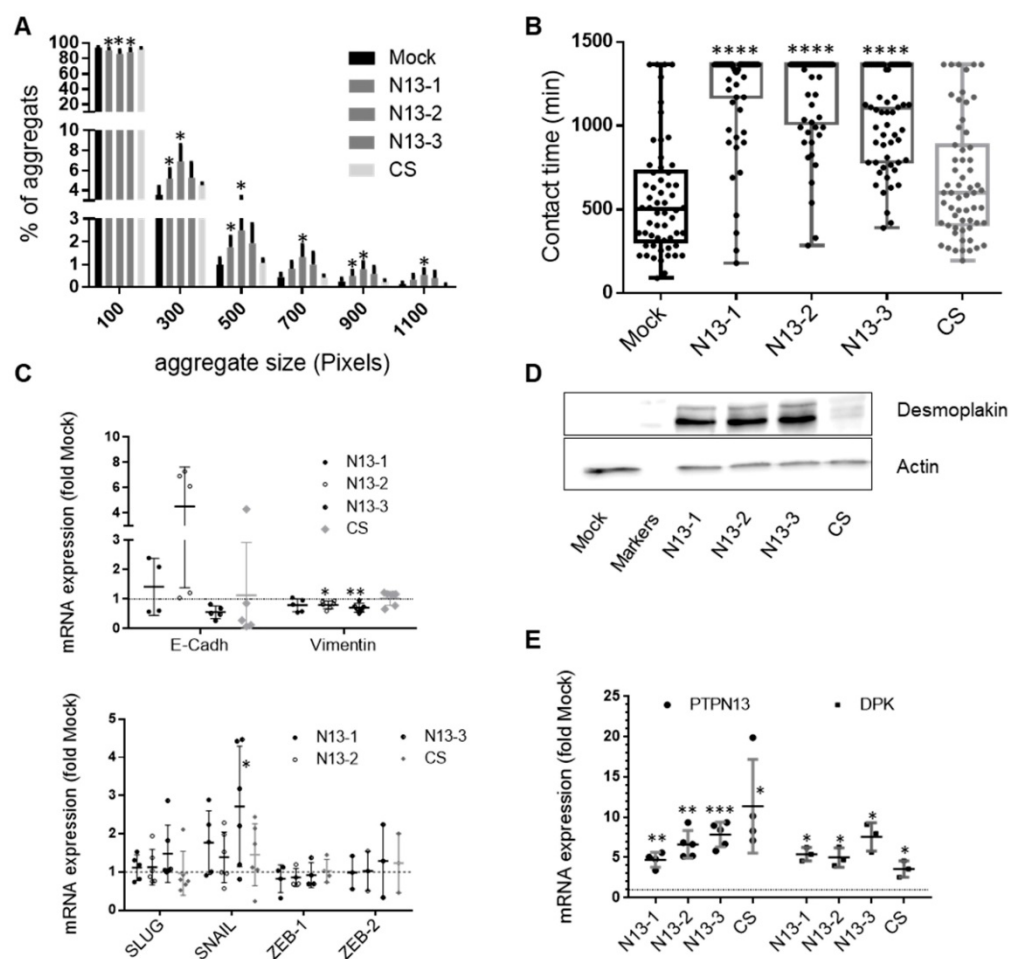 A
% of aggregats
100
80
60
40
20
10
8
6
4
3
2
1
0
* *** *
* *
* *
*
* *
*
100 300 500 700 900 1100
aggregate size (Pixels)
Mock
N13-1
N13-2
N13-3
CS
B
Contact time (min)
1500
1000
500
0
**** **** ****
Mock N13-1 N13-2 N13-3 CS
C
mRNA expression (fold Mock)
10
8
6
4
2
1
0
N13-1
N13-2
N13-3
CS
* **
E-Cadh Vimentin
mRNA expression (fold Mock)
5
4
3
2
1
0
N13-1 N13-3
N13-2 CS
*
SLUG SNAIL ZEB-1 ZEB-2
D
Desmoplakin
Actin
Mock Markers N13-1 N13-2 N13-3 CS
E
mRNA expression (fold Mock)
25
20
15
10
5
0
PTPN13 DPK
** ** *** * * * * *
N13-1 N13-2 N13-3 CS N13-1 N13-2 N13-3 CS